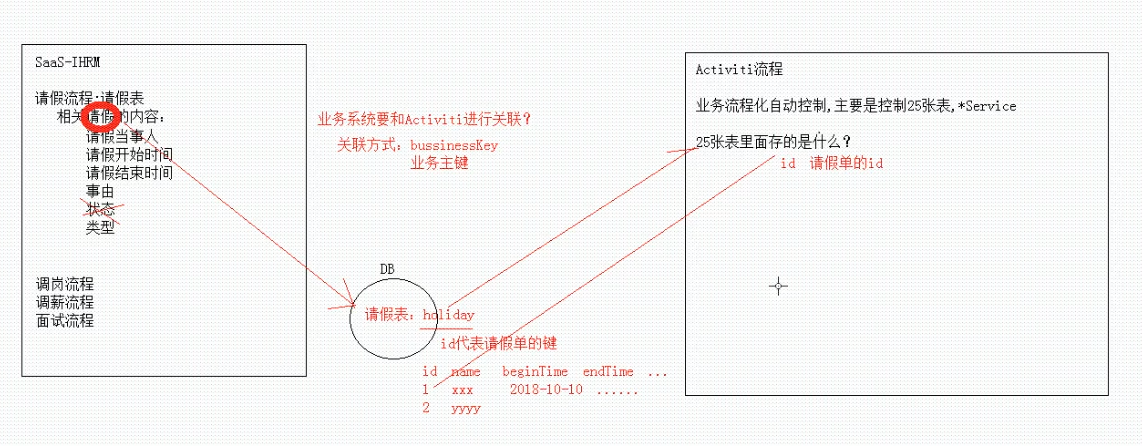 SaaS-IHRM
请假流程:请假表
相关请假的内容:
请假当事人
请假开始时间
请假结束时间
事由
状态
类型
调岗流程
调薪流程
面试流程
业务系统要和Activiti进行关联?
关联方式: bussinessKey
业务主键
DB
请假表: holiday
id代表请假单的键
id name beginTime endTime ...
1 xxx 2018-10-10 ......
2 yyyy
Activiti流程
业务流程化自动控制,主要是控制25张表,*Service
25张表里面存的是什么?
id 请假单的id